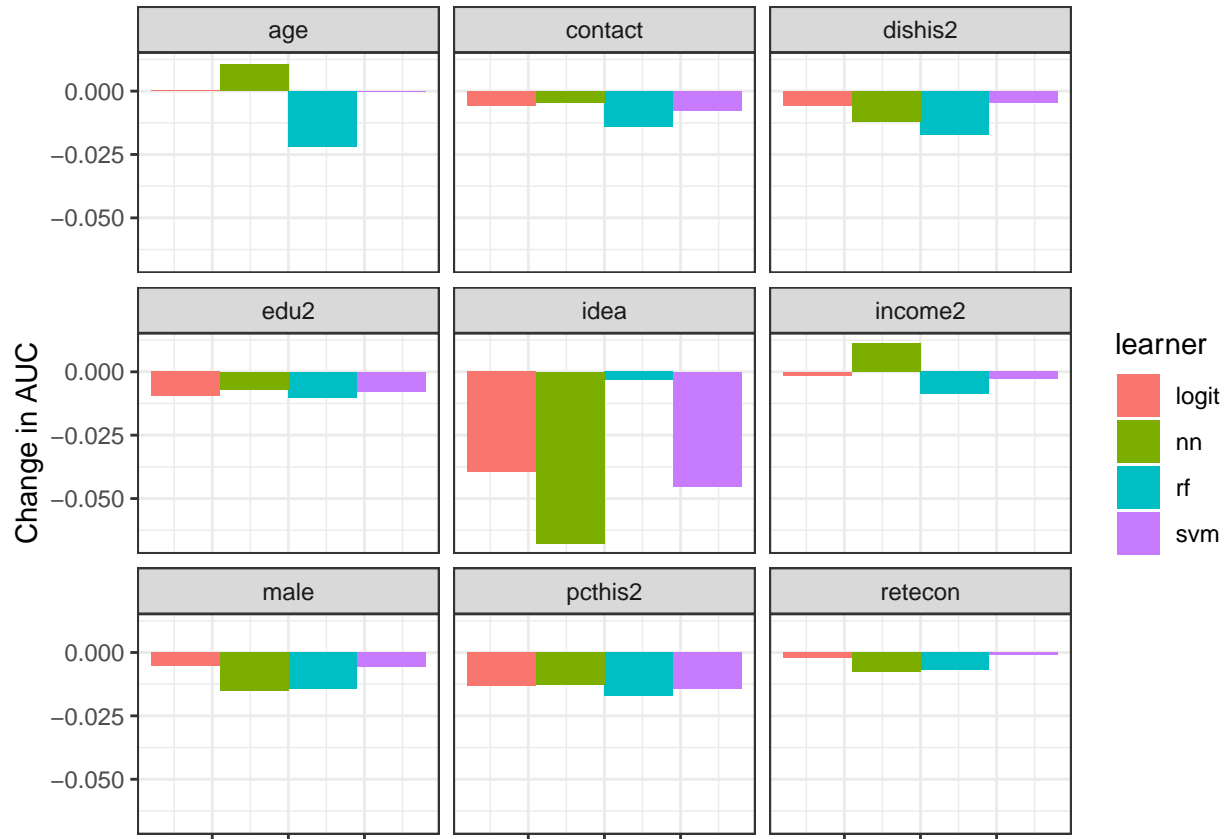 age
contact
dishis2
0.000
−0.025
−0.050
edu2
idea
income2
0.000
−0.025
−0.050
Change in AUC
male
pcthis2
retecon
0.000
−0.025
−0.050
learner
logit
nn
rf
svm